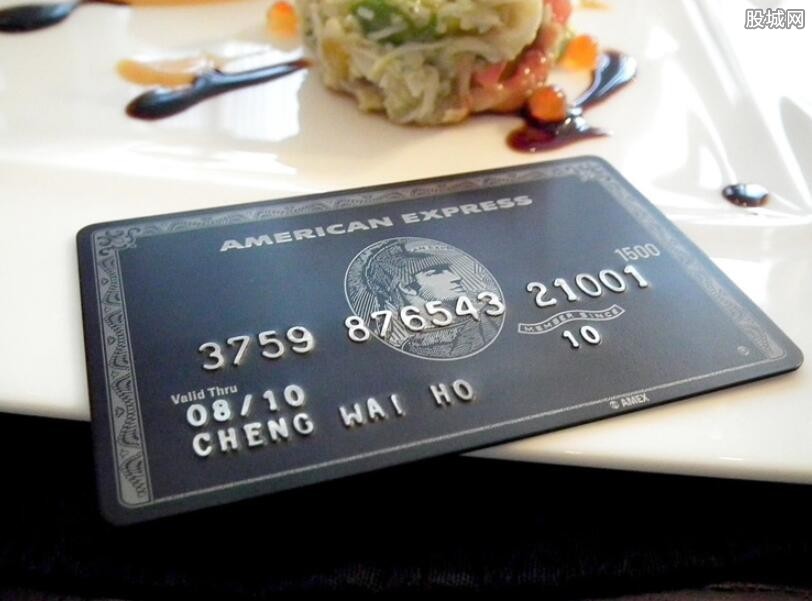 股城网
AMERICAN EXPRESS
1500
3759 876543 21001
MEMBER SINCE
10
Valid Thru
08/10
CHENG WAI HO
© AMEX